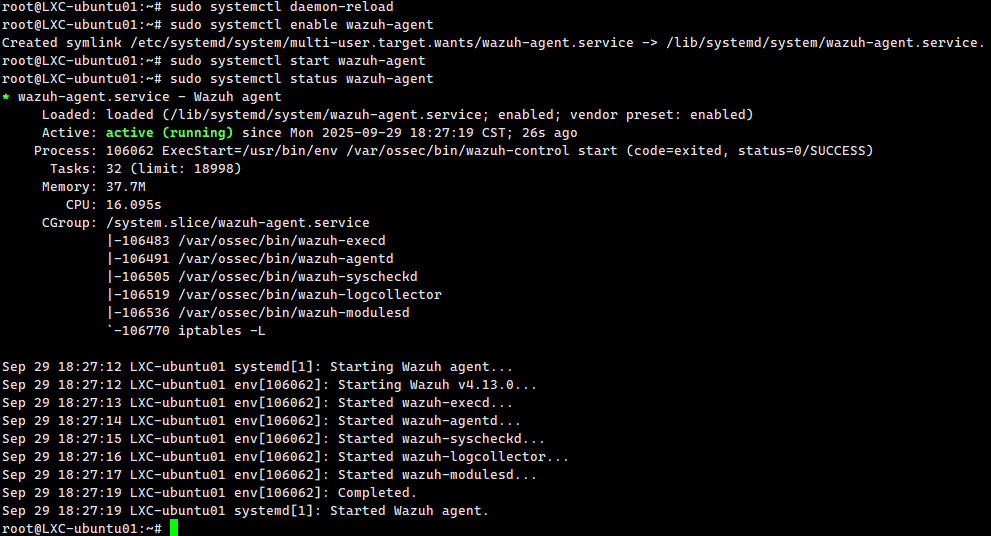 root@LXC-ubuntu01:~# sudo systemctl daemon-reload
root@LXC-ubuntu01:~# sudo systemctl enable wazuh-agent
Created symlink /etc/systemd/system/multi-user.target.wants/wazuh-agent.service -> /lib/systemd/system/wazuh-agent.service.
root@LXC-ubuntu01:~# sudo systemctl start wazuh-agent
root@LXC-ubuntu01:~# sudo systemctl status wazuh-agent
* wazuh-agent.service - Wazuh agent
     Loaded: loaded (/lib/systemd/system/wazuh-agent.service; enabled; vendor preset: enabled)
     Active: active (running) since Mon 2025-09-29 18:27:19 CST; 26s ago
    Process: 106062 ExecStart=/usr/bin/env /var/ossec/bin/wazuh-control start (code=exited, status=0/SUCCESS)
      Tasks: 32 (limit: 18998)
     Memory: 37.7M
        CPU: 16.095s
     CGroup: /system.slice/wazuh-agent.service
             |-106483 /var/ossec/bin/wazuh-execd
             |-106491 /var/ossec/bin/wazuh-agentd
             |-106505 /var/ossec/bin/wazuh-syscheckd
             |-106519 /var/ossec/bin/wazuh-logcollector
             |-106536 /var/ossec/bin/wazuh-modulesd
             `-106770 iptables -L

Sep 29 18:27:12 LXC-ubuntu01 systemd[1]: Starting Wazuh agent...
Sep 29 18:27:12 LXC-ubuntu01 env[106062]: Starting Wazuh v4.13.0...
Sep 29 18:27:13 LXC-ubuntu01 env[106062]: Started wazuh-execd...
Sep 29 18:27:14 LXC-ubuntu01 env[106062]: Started wazuh-agentd...
Sep 29 18:27:15 LXC-ubuntu01 env[106062]: Started wazuh-syscheckd...
Sep 29 18:27:16 LXC-ubuntu01 env[106062]: Started wazuh-logcollector...
Sep 29 18:27:17 LXC-ubuntu01 env[106062]: Started wazuh-modulesd...
Sep 29 18:27:19 LXC-ubuntu01 env[106062]: Completed.
Sep 29 18:27:19 LXC-ubuntu01 systemd[1]: Started Wazuh agent.
root@LXC-ubuntu01:~#